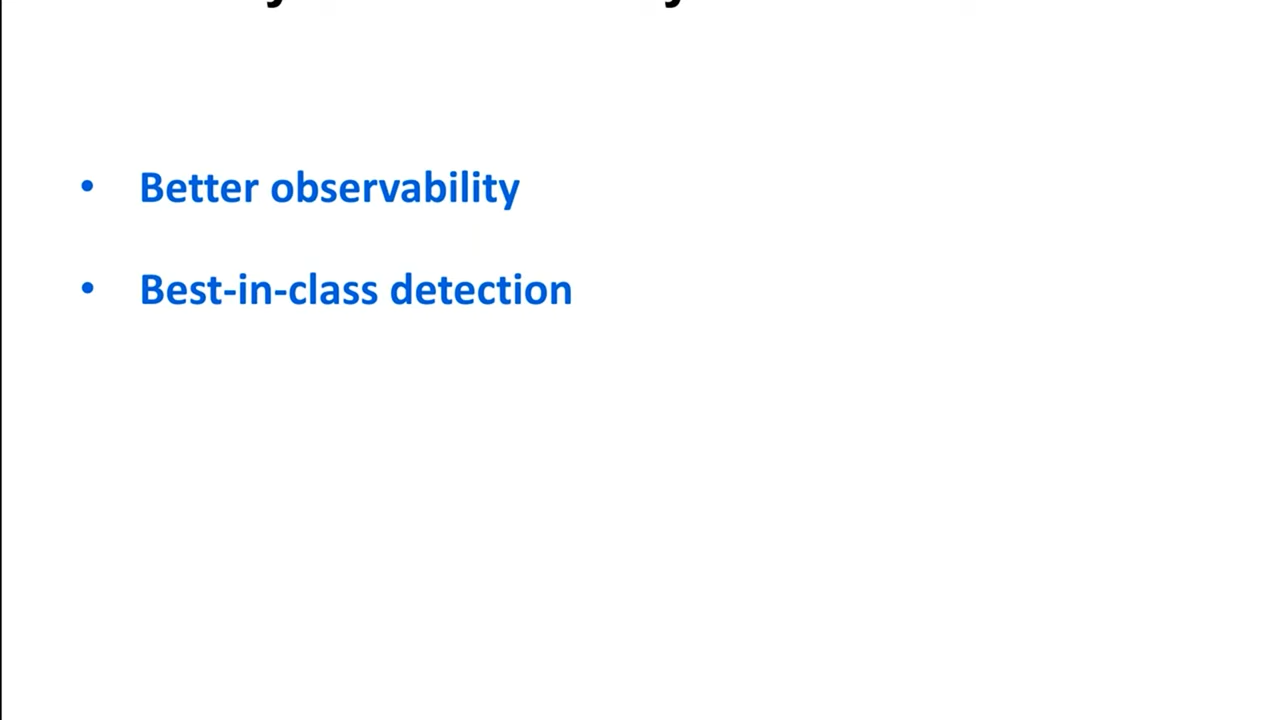 • Better observability
• Best-in-class detection